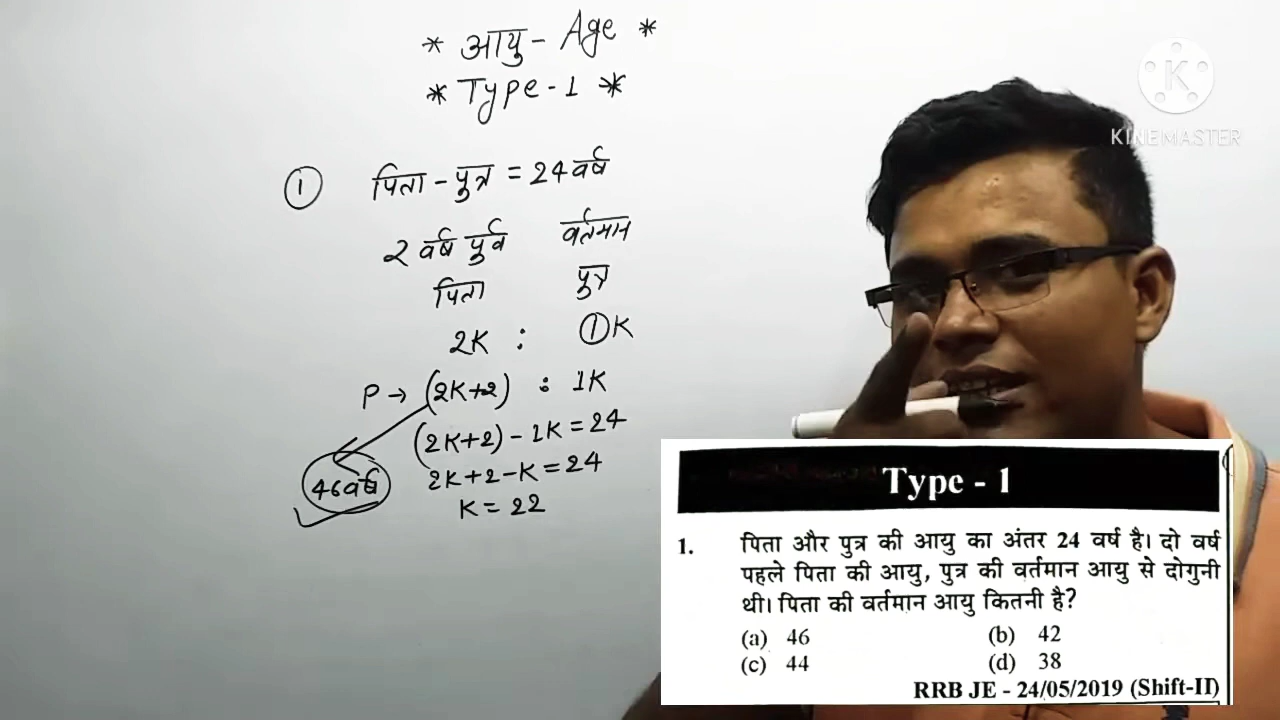 * आयु - Age *
* Type - 1 *
① पिता - पुत्र = 24 वर्ष
2 वर्ष पुर्व वर्तमान
पिता पुत्र
2K : ①K
P → (2K+2) : 1K
(2K+2) - 1K = 24
2K+2-K = 24
46 वर्ष
K = 22
KINEMASTER
Type - 1
1. पिता और पुत्र की आयु का अंतर 24 वर्ष है। दो वर्ष
पहले पिता की आयु, पुत्र की वर्तमान आयु से दोगुनी
थी। पिता की वर्तमान आयु कितनी है?
(a) 46 (b) 42
(c) 44 (d) 38
RRB JE - 24/05/2019 (Shift-II)